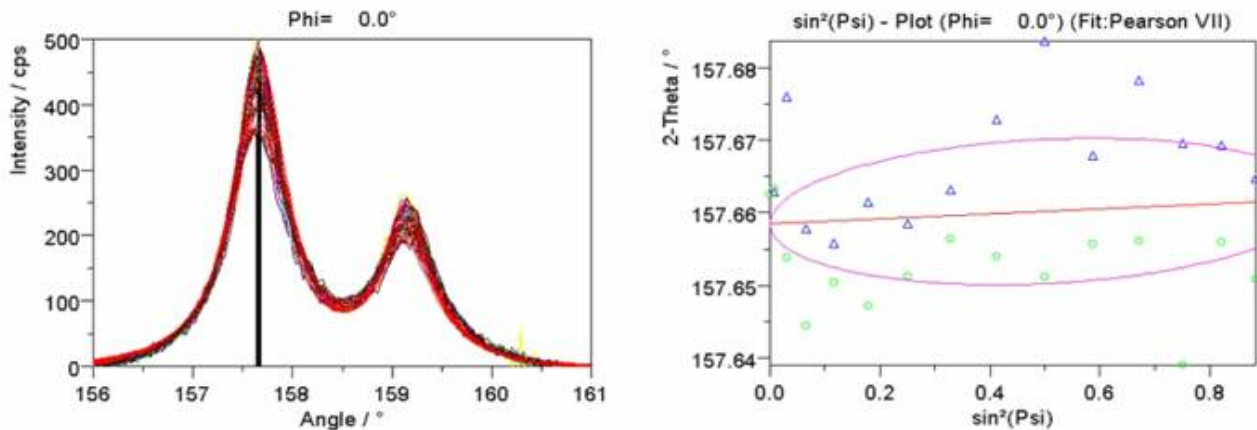 Phi= 0.0°
500
400
300
200
100
0
Intensity / cps
156 157 158 159 160 161
Angle / °
sin²(Psi) - Plot (Phi= 0.0°) (Fit:Pearson VII)
157.68
157.67
157.66
157.65
157.64
2-Theta / °
0.0 0.2 0.4 0.6 0.8
sin²(Psi)